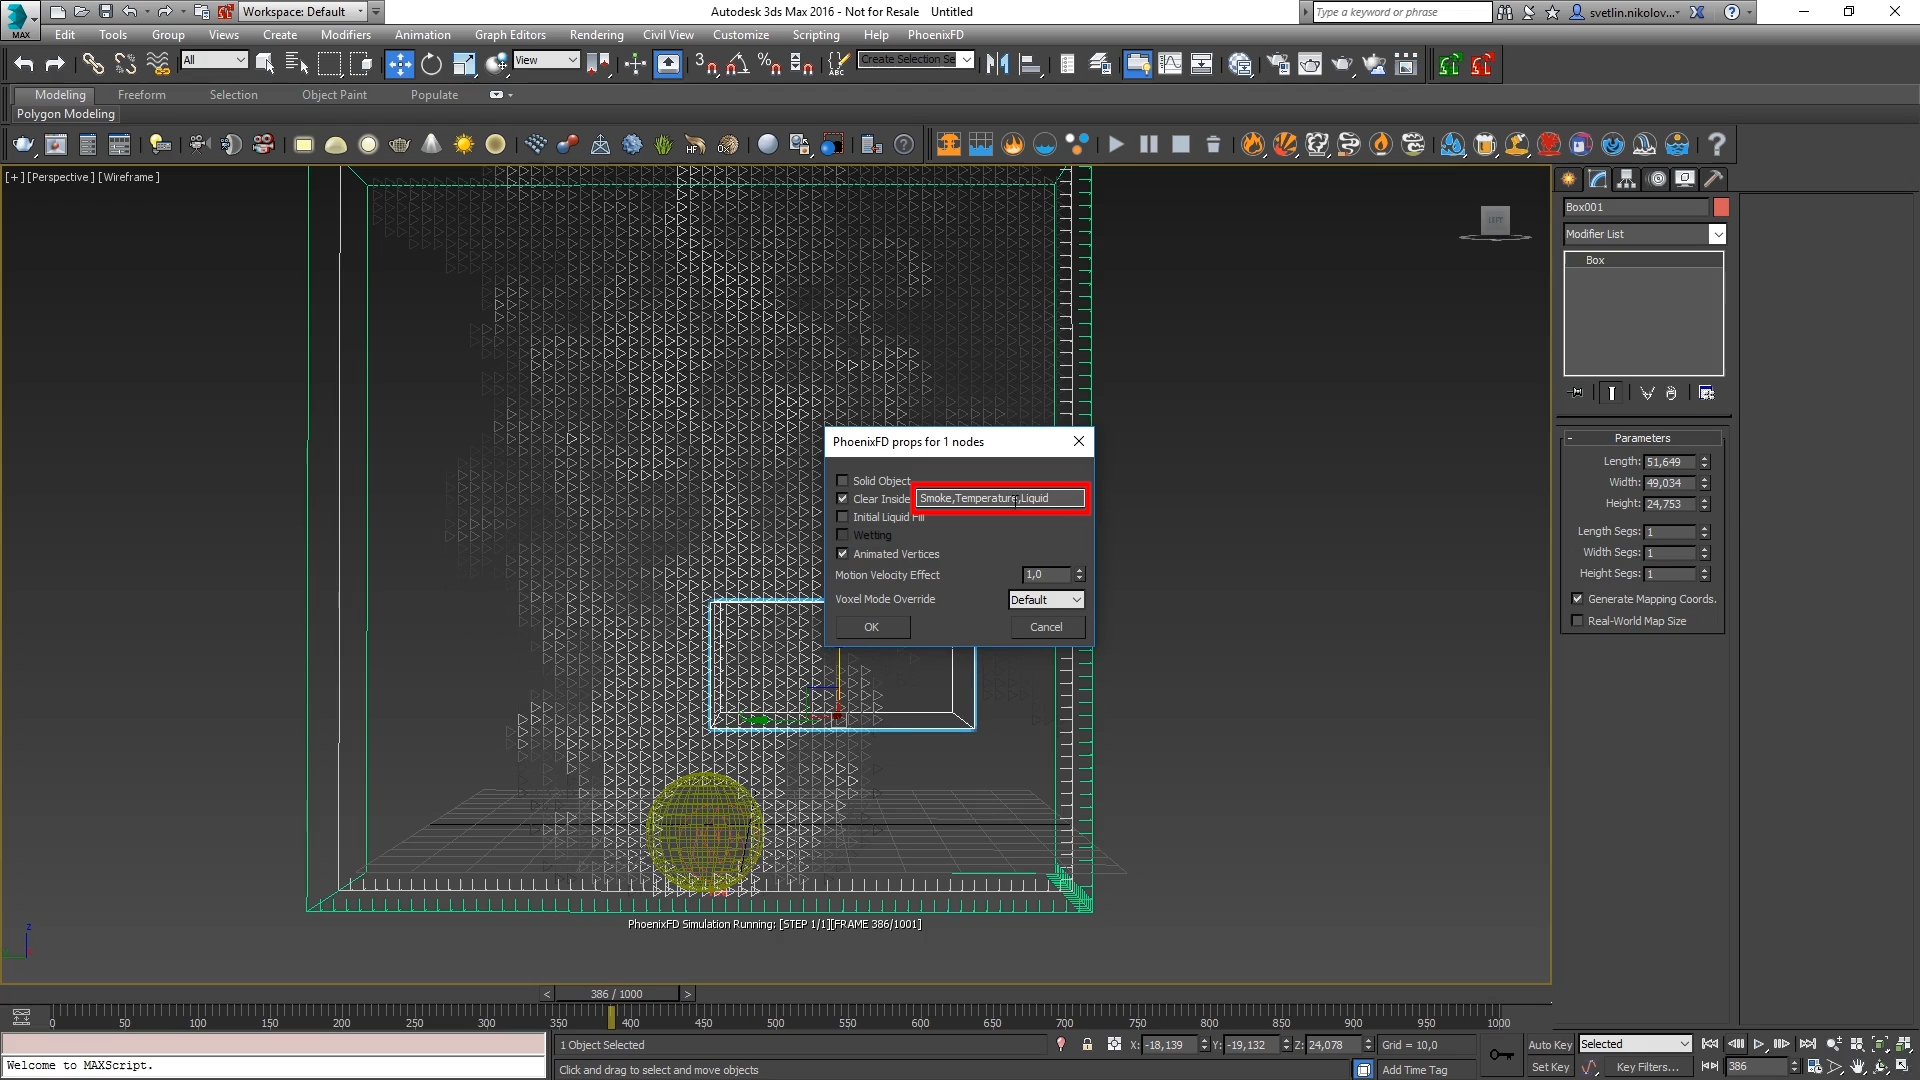 MAX
Workspace: Default
Autodesk 3ds Max 2016 - Not for Resale Untitled
Type a keyword or phrase
svetlin.nikolov...
Edit Tools Group Views Create Modifiers Animation Graph Editors Rendering Civil View Customize Scripting Help PhoenixFD
All
View
Create Selection Se
Modeling Freeform Selection Object Paint Populate
Polygon Modeling
[+] [Perspective ] [Wireframe ]
LEFT
Box001
Modifier List
Box
PhoenixFD props for 1 nodes
Solid Object
Clear Inside Smoke,Temperature,Liquid
Initial Liquid Fill
Wetting
Animated Vertices
Motion Velocity Effect 1,0
Voxel Mode Override Default
OK Cancel
Parameters
Length: 51,649
Width: 49,034
Height: 24,753
Length Segs: 1
Width Segs: 1
Height Segs: 1
Generate Mapping Coords.
Real-World Map Size
PhoenixFD Simulation Running: [STEP 1/1][FRAME 386/1001]
z
< 386 / 1000 >
0 50 100 150 200 250 300 350 400 450 500 550 600 650 700 750 800 850 900 950 1000
1 Object Selected X: -18,139 Y: -19,132 Z: 24,078 Grid = 10,0 Auto Key Selected
Welcome to MAXScript. Click and drag to select and move objects Add Time Tag Set Key Key Filters... 386